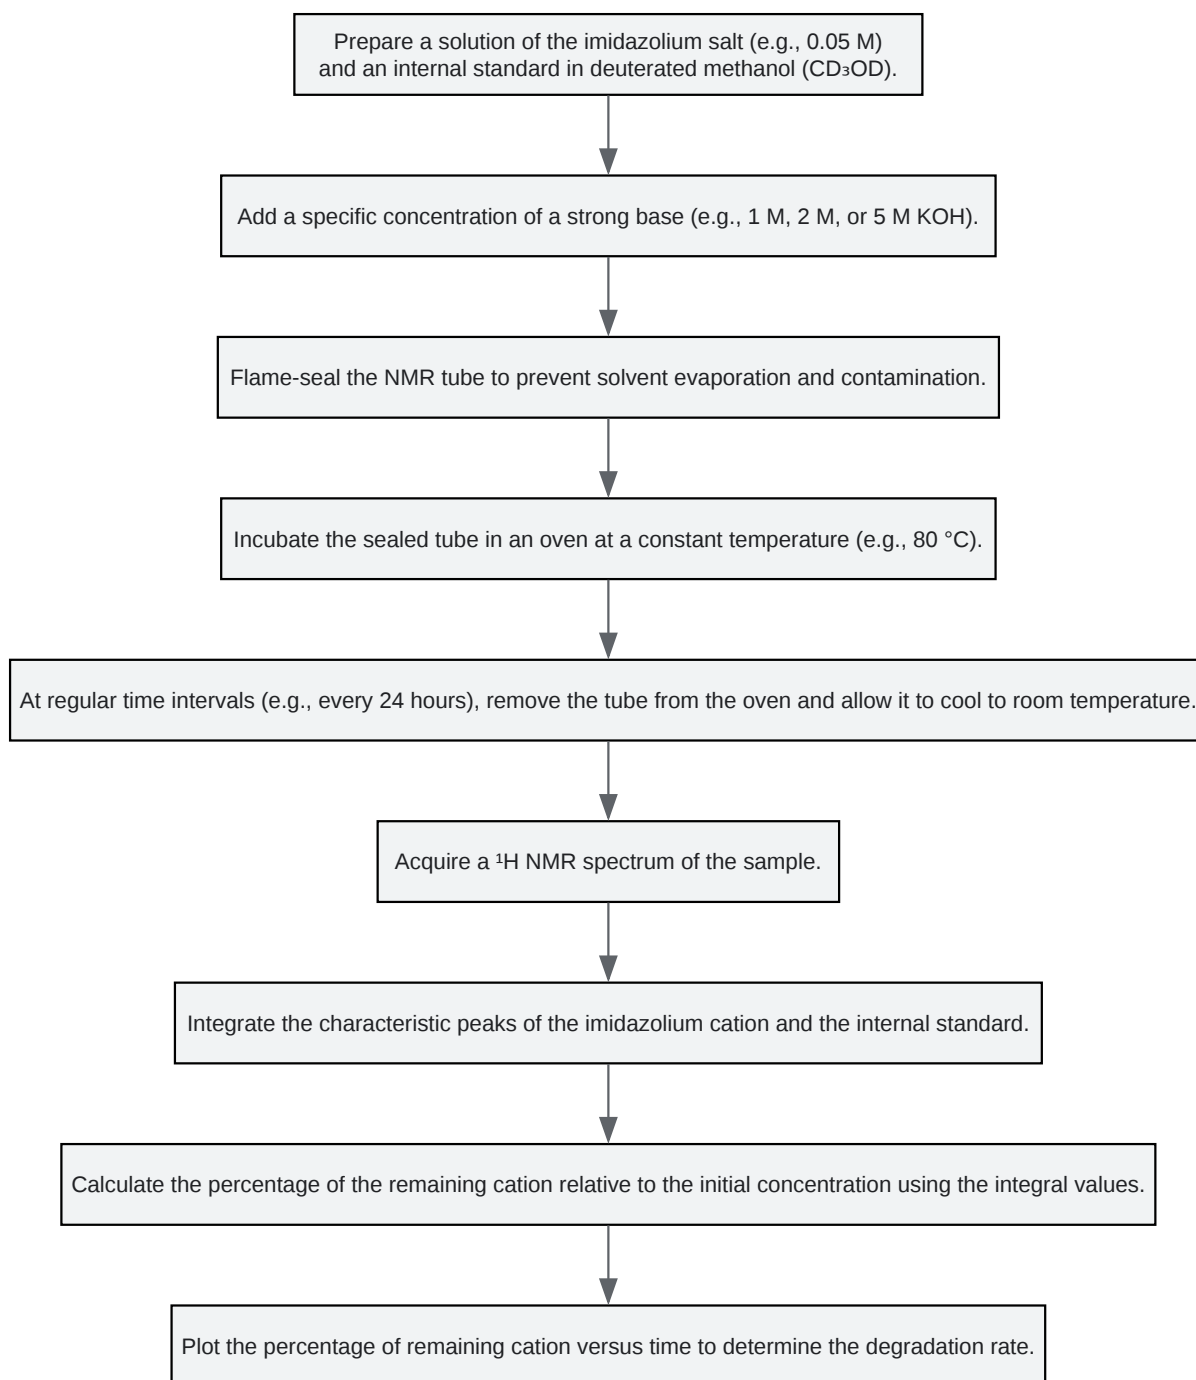 Prepare a solution of the imidazolium salt (e.g., 0.05 M)
and an internal standard in deuterated methanol (CD₃OD).
Add a specific concentration of a strong base (e.g., 1 M, 2 M, or 5 M KOH).
Flame-seal the NMR tube to prevent solvent evaporation and contamination.
Incubate the sealed tube in an oven at a constant temperature (e.g., 80 °C).
At regular time intervals (e.g., every 24 hours), remove the tube from the oven and allow it to cool to room temperature.
Acquire a ¹H NMR spectrum of the sample.
Integrate the characteristic peaks of the imidazolium cation and the internal standard.
Calculate the percentage of the remaining cation relative to the initial concentration using the integral values.
Plot the percentage of remaining cation versus time to determine the degradation rate.